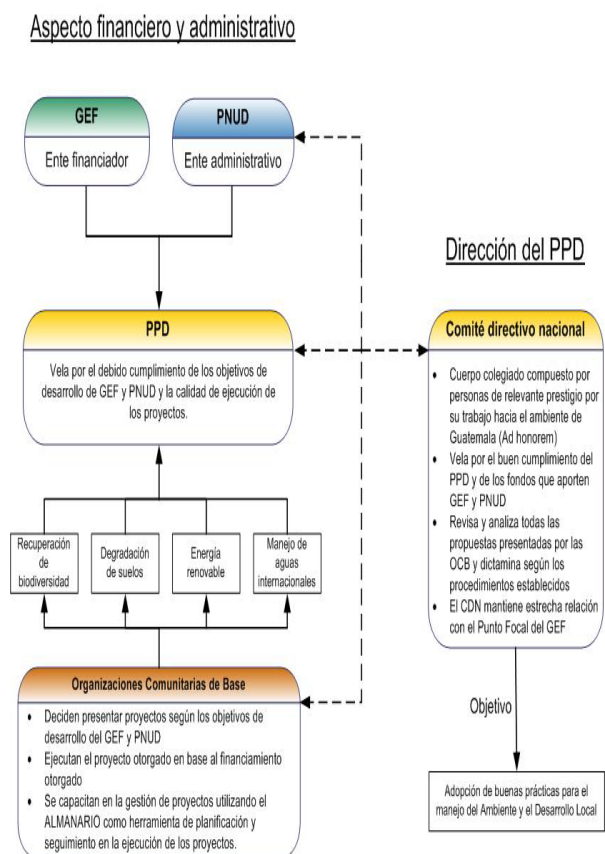 Aspecto financiero y administrativo
GEF
Ente financiador
PNUD
Ente administrativo
PPD
Vela por el debido cumplimiento de los objetivos de
desarrollo de GEF y PNUD y la calidad de ejecución de
los proyectos.
Recuperación
de
biodiversidad
Degradación
de suelos
Energía
renovable
Manejo de
aguas
internacionales
Organizaciones Comunitarias de Base
• Deciden presentar proyectos según los objetivos de
desarrollo del GEF y PNUD
• Ejecutan el proyecto otorgado en base al financiamiento
otorgado
• Se capacitan en la gestión de proyectos utilizando el
ALMANARIO como herramienta de planificación y
seguimiento en la ejecución de los proyectos.
Dirección del PPD
Comité directivo nacional
• Cuerpo colegiado compuesto por
personas de relevante prestigio por
su trabajo hacia el ambiente de
Guatemala (Ad honorem)
• Vela por el buen cumplimiento del
PPD y de los fondos que aporten
GEF y PNUD
• Revisa y analiza todas las
propuestas presentadas por las
OCB y dictamina según los
procedimientos establecidos
• El CDN mantiene estrecha relación
con el Punto Focal del GEF
Objetivo
Adopción de buenas prácticas para el
manejo del Ambiente y el Desarrollo Local